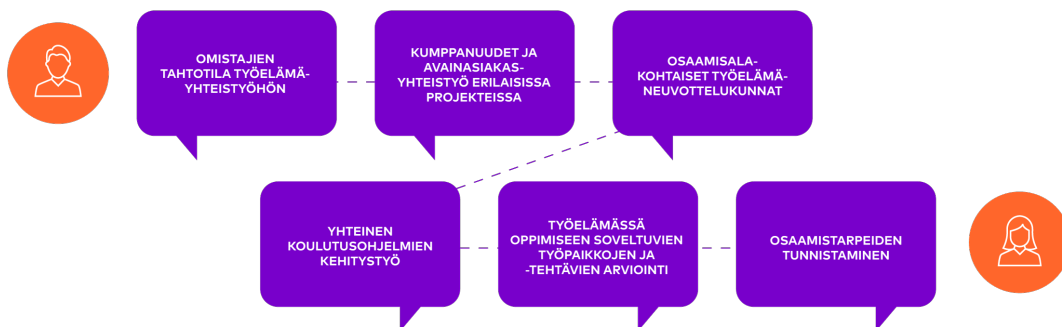 OMISTAJIEN
TAHTOTILA TYÖELÄMÄ-
YHTEISTYÖHÖN
KUMPPANUUDET JA
AVAINASIAKAS-
YHTEISTYÖ ERILAISISSA
PROJEKTEISSA
OSAAMISALA-
KOHTAISET TYÖELÄMÄ-
NEUVOTTELUKUNNAT
YHTEINEN
KOULUTUSOHJELMIEN
KEHITYSTYÖ
TYÖELÄMÄSSÄ
OPPIMISEEN SOVELTUVIEN
TYÖPAIKKOJEN JA
-TEHTÄVIEN ARVIOINTI
OSAAMISTARPEIDEN
TUNNISTAMINEN